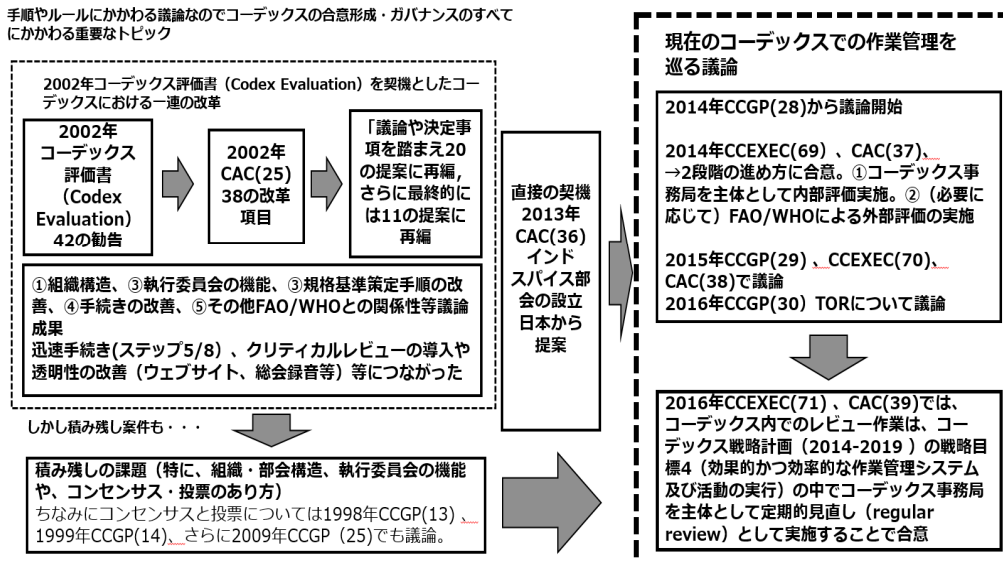 手順やルールにかかわる議論なのでコーデックスの合意形成・ガバナンスのすべて
にかかわる重要なトピック
2002年コーデックス評価書（Codex Evaluation）を契機としたコー
デックスにおける一連の改革
2002年
コーデックス
評価書
（Codex
Evaluation）
42の勧告
2002年
CAC(25)
38の改革
項目
「議論や決定事
項を踏まえ20
の提案に再編，
さらに最終的に
は11の提案に
再編
①組織構造、③執行委員会の機能、③規格基準策定手順の改
善、④手続きの改善、⑤その他FAO/WHOとの関係性等議論
成果
迅速手続き(ステップ5/8）、クリティカルレビューの導入や
透明性の改善（ウェブサイト、総会録音等）等につながった
しかし積み残し案件も・・・
積み残しの課題（特に、組織・部会構造、執行委員会の機能
や、コンセンサス・投票のあり方）
ちなみにコンセンサスと投票については1998年CCGP(13) 、
1999年CCGP(14)、さらに2009年CCGP（25)でも議論。
直接の契機
2013年
CAC(36)
インド
スパイス部
会の設立
日本から
提案
現在のコーデックスでの作業管理を
巡る議論
2014年CCGP(28)から議論開始
2014年CCEXEC(69）、CAC(37)、
→2段階の進め方に合意。①コーデックス事
務局を主体として内部評価実施。②（必要に
応じて）FAO/WHOによる外部評価の実施
2015年CCGP(29) 、CCEXEC(70)、
CAC(38)で議論
2016年CCGP(30）TORについて議論
2016年CCEXEC(71) 、CAC(39)では、
コーデックス内でのレビュー作業は、コー
デックス戦略計画（2014-2019 ）の戦略目
標4（効果的かつ効率的な作業管理システム
及び活動の実行）の中でコーデックス事務局
を主体として定期的見直し（regular
review）として実施することで合意